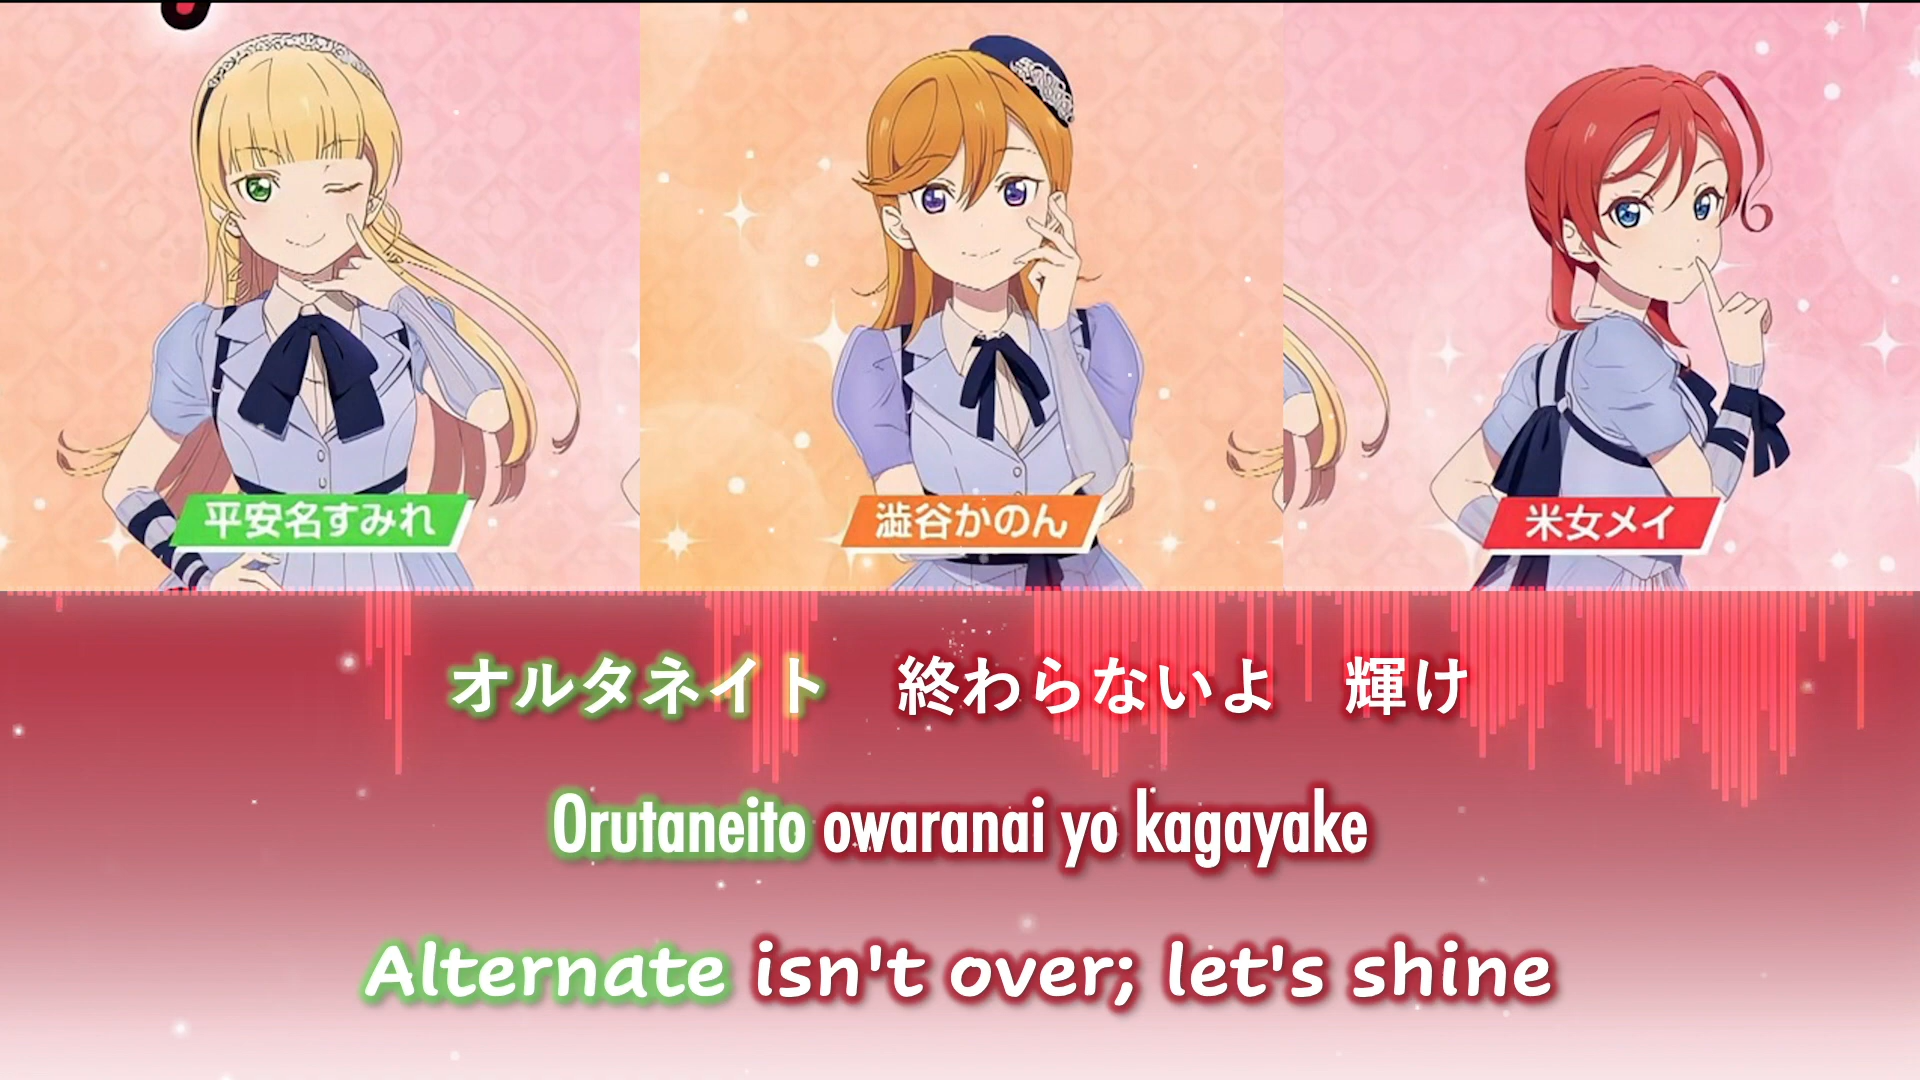 平安名すみれ
澁谷かのん
米女メイ
オルタネイト　終わらないよ　輝け
Orutaneito owaranai yo kagayake
Alternate isn't over; let's shine